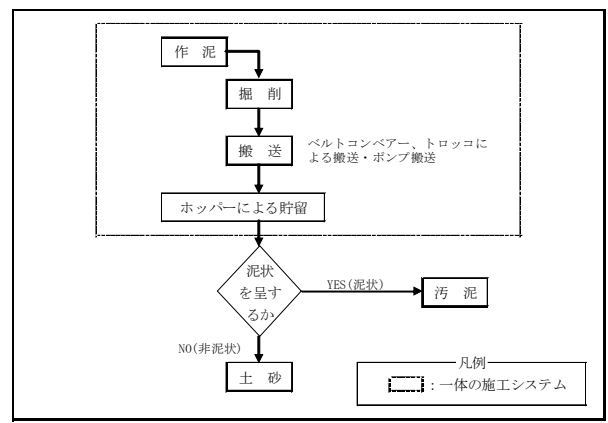 作 泥
掘 削
搬 送
ベルトコンベアー、トロッコに
よる搬送・ポンプ搬送
ホッパーによる貯留
泥状
を呈す
るか
YES(泥状)
汚 泥
NO(非泥状)
土 砂
凡例
：一体の施工システム